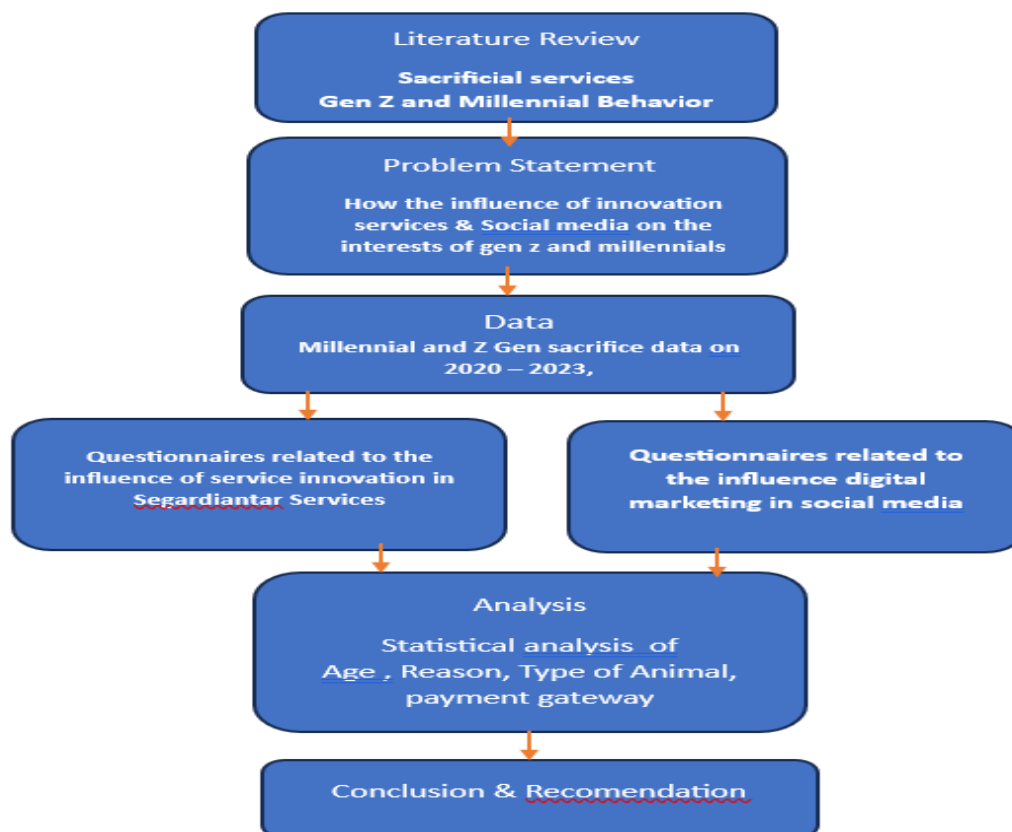 Literature Review
Sacrificial services
Gen Z and Millennial Behavior
Problem Statement
How the influence of innovation
services & Social media on the
interests of gen z and millennials
Data
Millennial and Z Gen sacrifice data on
2020 – 2023,
Questionnaires related to the
influence of service innovation in
Segardiantar Services
Questionnaires related to
the influence digital
marketing in social media
Analysis
Statistical analysis of
Age , Reason, Type of Animal,
payment gateway
Conclusion & Recomendation